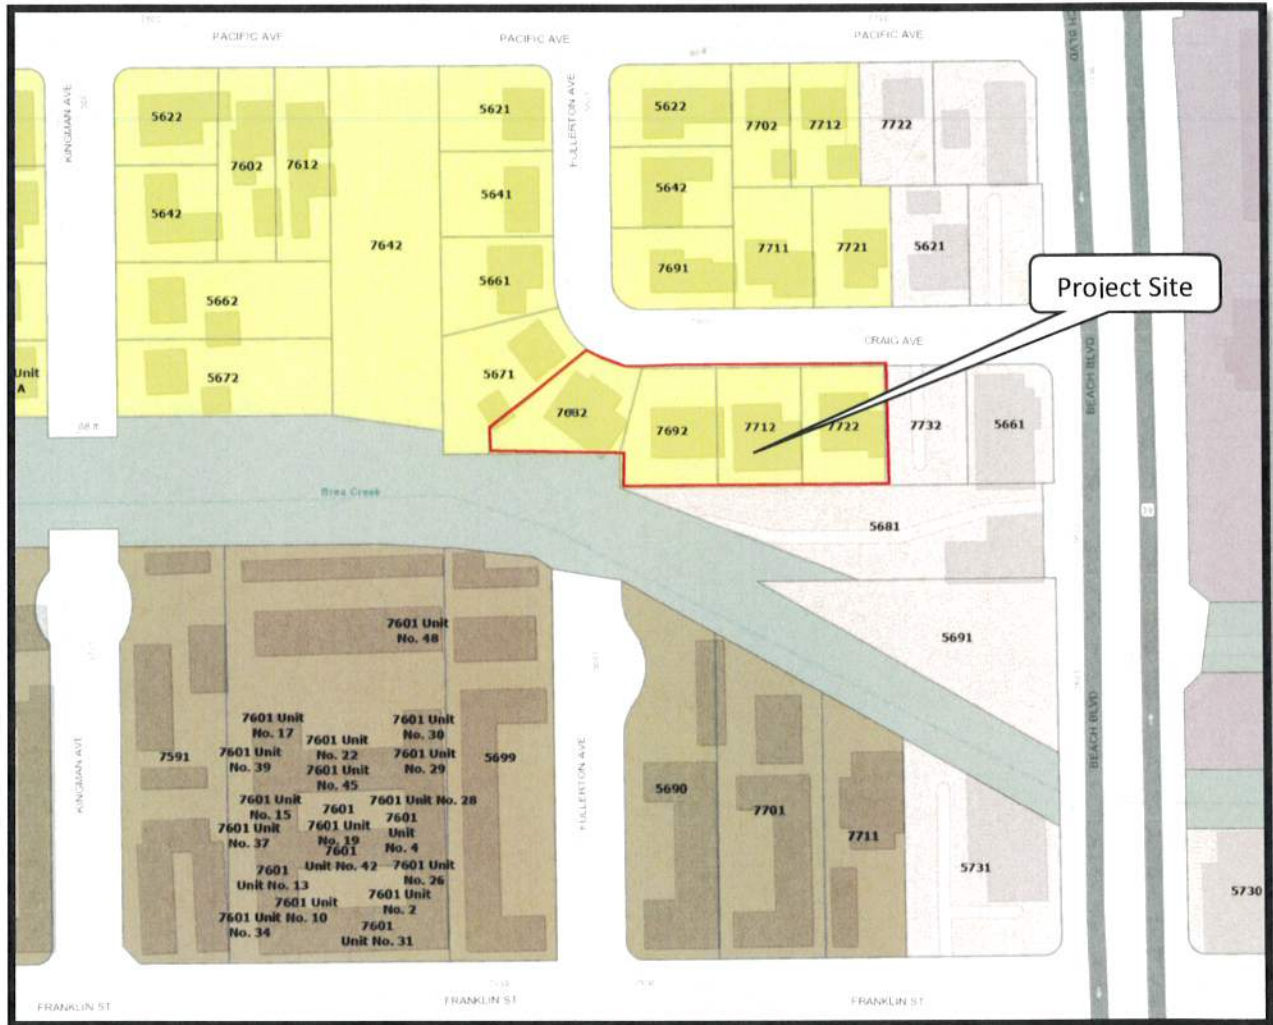 PACIFIC AVE
PACIFIC AVE
PACIFIC AVE
CH BLVD
KINGMAN AVE
FULLERTON AVE
5622
7602
7612
5621
5622
7702
7712
7722
5642
5641
5642
7642
7691
7711
7721
5621
5662
5661
Project Site
CRAIG AVE
BEACH BLVD
Unit
A
5672
5671
7682
7692
7712
7722
7732
5661
68 ft
Brea Creek
5681
7601 Unit
No. 48
5691
7601 Unit
No. 17
7601 Unit
No. 30
7601 Unit
No. 22
7601 Unit
No. 39
7601 Unit
No. 29
7601 Unit
No. 45
7591
5699
7601 Unit
No. 15
7601
7601 Unit No. 28
7601 Unit
No. 37
7601 Unit
No. 19
7601
Unit
No. 4
7601
Unit No. 42
7601 Unit
No. 26
7601
Unit No. 13
7601 Unit
No. 2
7601 Unit
No. 10
7601 Unit
No. 34
7601
Unit No. 31
KINGMAN AVE
FULLERTON AVE
BEACH BLVD
5690
7701
7711
5731
5730
FRANKLIN ST
FRANKLIN ST
FRANKLIN ST